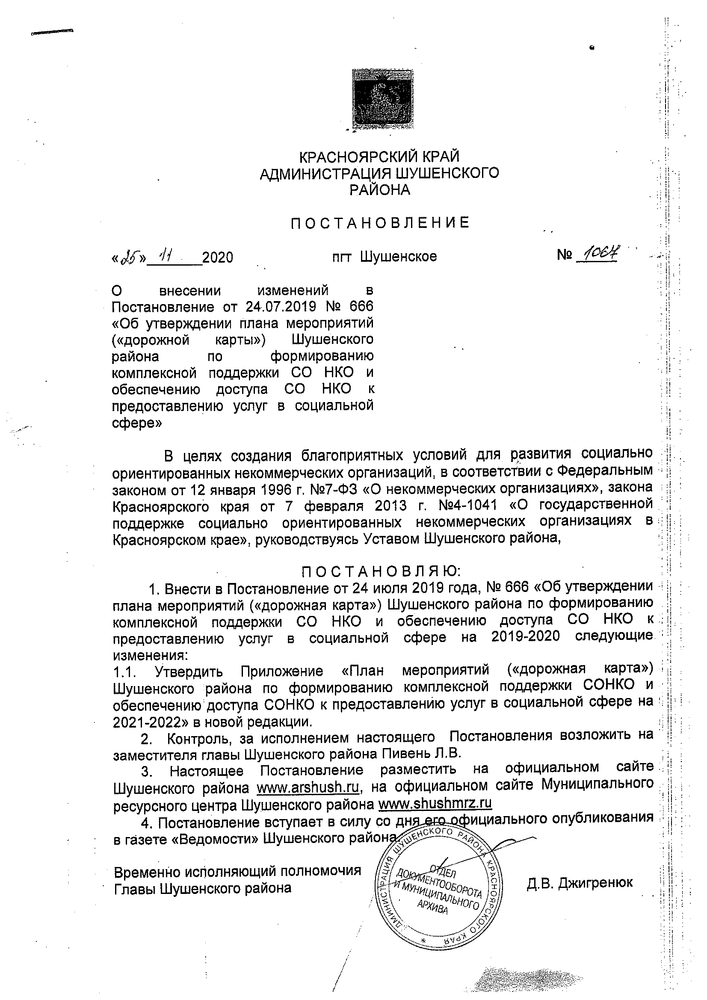 КРАСНОЯРСКИЙ КРАЙ
АДМИНИСТРАЦИЯ ШУШЕНСКОГО
РАЙОНА
П О С Т А Н О В Л Е Н И Е
«25» 11 2020 пгт Шушенское № 1067
О внесении изменений в
Постановление от 24.07.2019 № 666
«Об утверждении плана мероприятий
(«дорожной карты») Шушенского
района по формированию
комплексной поддержки СО НКО и
обеспечению доступа СО НКО к
предоставлению услуг в социальной
сфере»
В целях создания благоприятных условий для развития социально
ориентированных некоммерческих организаций, в соответствии с Федеральным
законом от 12 января 1996 г. №7-ФЗ «О некоммерческих организациях», закона
Красноярского края от 7 февраля 2013 г. №4-1041 «О государственной
поддержке социально ориентированных некоммерческих организациях в
Красноярском крае», руководствуясь Уставом Шушенского района,
П О С Т А Н О В Л Я Ю:
1. Внести в Постановление от 24 июля 2019 года, № 666 «Об утверждении
плана мероприятий («дорожная карта») Шушенского района по формированию
комплексной поддержки СО НКО и обеспечению доступа СО НКО к
предоставлению услуг в социальной сфере на 2019-2020 следующие
изменения:
1.1. Утвердить Приложение «План мероприятий («дорожная карта»)
Шушенского района по формированию комплексной поддержки СОНКО и
обеспечению доступа СОНКО к предоставлению услуг в социальной сфере на
2021-2022» в новой редакции.
2. Контроль, за исполнением настоящего Постановления возложить на
заместителя главы Шушенского района Пивень Л.В.
3. Настоящее Постановление разместить на официальном сайте
Шушенского района www.arshush.ru, на официальном сайте Муниципального
ресурсного центра Шушенского района www.shushmrz.ru
4. Постановление вступает в силу со дня его официального опубликования
в газете «Ведомости» Шушенского района.
Временно исполняющий полномочия
Главы Шушенского района Д.В. Джигренюк
АДМИНИСТРАЦИЯ ШУШЕНСКОГО РАЙОНА КРАСНОЯРСКОГО КРАЯ *
ОТДЕЛ
ДОКУМЕНТООБОРОТА
И МУНИЦИПАЛЬНОГО
АРХИВА